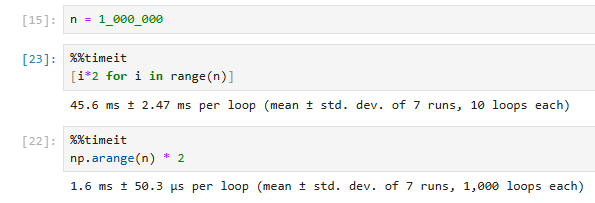 [15]: n = 1_000_000
[23]: %%timeit
[i*2 for i in range(n)]
45.6 ms ± 2.47 ms per loop (mean ± std. dev. of 7 runs, 10 loops each)
[22]: %%timeit
np.arange(n) * 2
1.6 ms ± 50.3 µs per loop (mean ± std. dev. of 7 runs, 1,000 loops each)